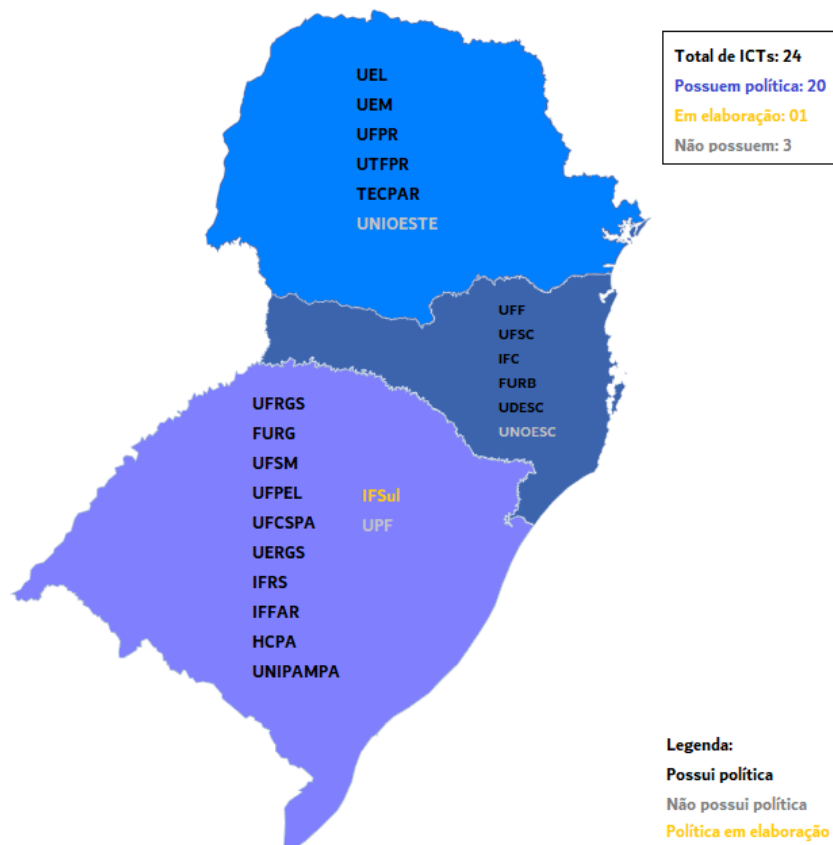 Total de ICTs: 24
Possuem política: 20
Em elaboração: 01
Não possuem: 3
UEL
UEM
UFPR
UTFPR
TECPAR
UNIOESTE
UFF
UFSC
IFC
FURB
UDESC
UNOESC
UFRGS
FURG
UFSM
UFPEL
UFCSPA
UERGS
IFRS
IFFAR
HCPA
UNIPAMPA
IFSul
UPF
Legenda:
Possui política
Não possui política
Política em elaboração